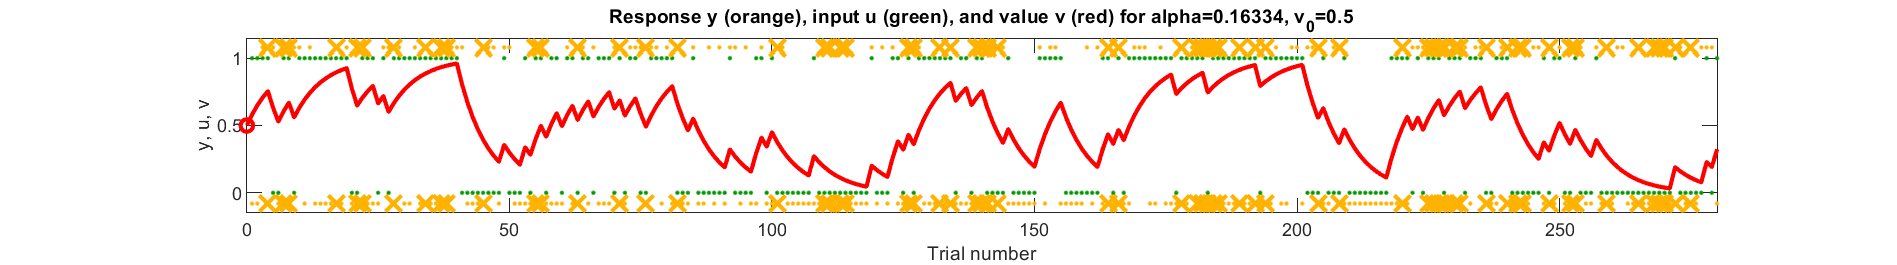 Response y (orange), input u (green), and value v (red) for alpha=0.16334, v_0=0.5
1
0.5
0
y, u, v
0 50 100 150 200 250
Trial number